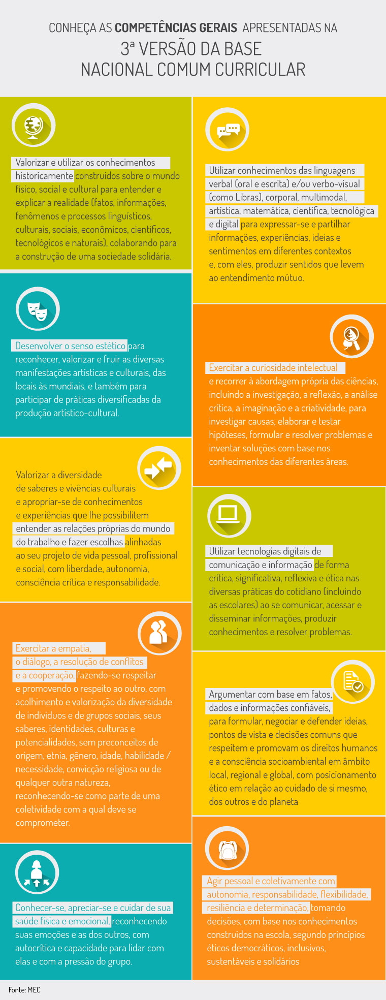 CONHEÇA AS COMPETÊNCIAS GERAIS APRESENTADAS NA
3ª VERSÃO DA BASE
NACIONAL COMUM CURRICULAR
Valorizar e utilizar os conhecimentos
historicamente construídos sobre o mundo
físico, social e cultural para entender e
explicar a realidade (fatos, informações,
fenômenos e processos linguísticos,
culturais, sociais, econômicos, científicos,
tecnológicos e naturais), colaborando para
a construção de uma sociedade solidária.
Utilizar conhecimentos das linguagens
verbal (oral e escrita) e/ou verbo-visual
(como Libras), corporal, multimodal,
artística, matemática, científica, tecnológica
e digital para expressar-se e partilhar
informações, experiências, ideias e
sentimentos em diferentes contextos
e, com eles, produzir sentidos que levem
ao entendimento mútuo.
Desenvolver o senso estético para
reconhecer, valorizar e fruir as diversas
manifestações artísticas e culturais, das
locais às mundiais, e também para
participar de práticas diversificadas da
produção artístico-cultural.
Exercitar a curiosidade intelectual
e recorrer à abordagem própria das ciências,
incluindo a investigação, a reflexão, a análise
crítica, a imaginação e a criatividade, para
investigar causas, elaborar e testar
hipóteses, formular e resolver problemas e
inventar soluções com base nos
conhecimentos das diferentes áreas.
Valorizar a diversidade
de saberes e vivências culturais
e apropriar-se de conhecimentos
e experiências que lhe possibilitem
entender as relações próprias do mundo
do trabalho e fazer escolhas alinhadas
ao seu projeto de vida pessoal, profissional
e social, com liberdade, autonomia,
consciência crítica e responsabilidade.
Utilizar tecnologias digitais de
comunicação e informação de forma
crítica, significativa, reflexiva e ética nas
diversas práticas do cotidiano (incluindo
as escolares) ao se comunicar, acessar e
disseminar informações, produzir
conhecimentos e resolver problemas.
Exercitar a empatia,
o diálogo, a resolução de conflitos
e a cooperação, fazendo-se respeitar
e promovendo o respeito ao outro, com
acolhimento e valorização da diversidade
de indivíduos e de grupos sociais, seus
saberes, identidades, culturas e
potencialidades, sem preconceitos de
origem, etnia, gênero, idade, habilidade /
necessidade, convicção religiosa ou de
qualquer outra natureza,
reconhecendo-se como parte de uma
coletividade com a qual deve se
comprometer.
Argumentar com base em fatos,
dados e informações confiáveis,
para formular, negociar e defender ideias,
pontos de vista e decisões comuns que
respeitem e promovam os direitos humanos
e a consciência socioambiental em âmbito
local, regional e global, com posicionamento
ético em relação ao cuidado de si mesmo,
dos outros e do planeta
Conhecer-se, apreciar-se e cuidar de sua
saúde física e emocional, reconhecendo
suas emoções e as dos outros, com
autocrítica e capacidade para lidar com
elas e com a pressão do grupo.
Agir pessoal e coletivamente com
autonomia, responsabilidade, flexibilidade,
resiliência e determinação, tomando
decisões, com base nos conhecimentos
construídos na escola, segundo princípios
éticos democráticos, inclusivos,
sustentáveis e solidários
Fonte: MEC